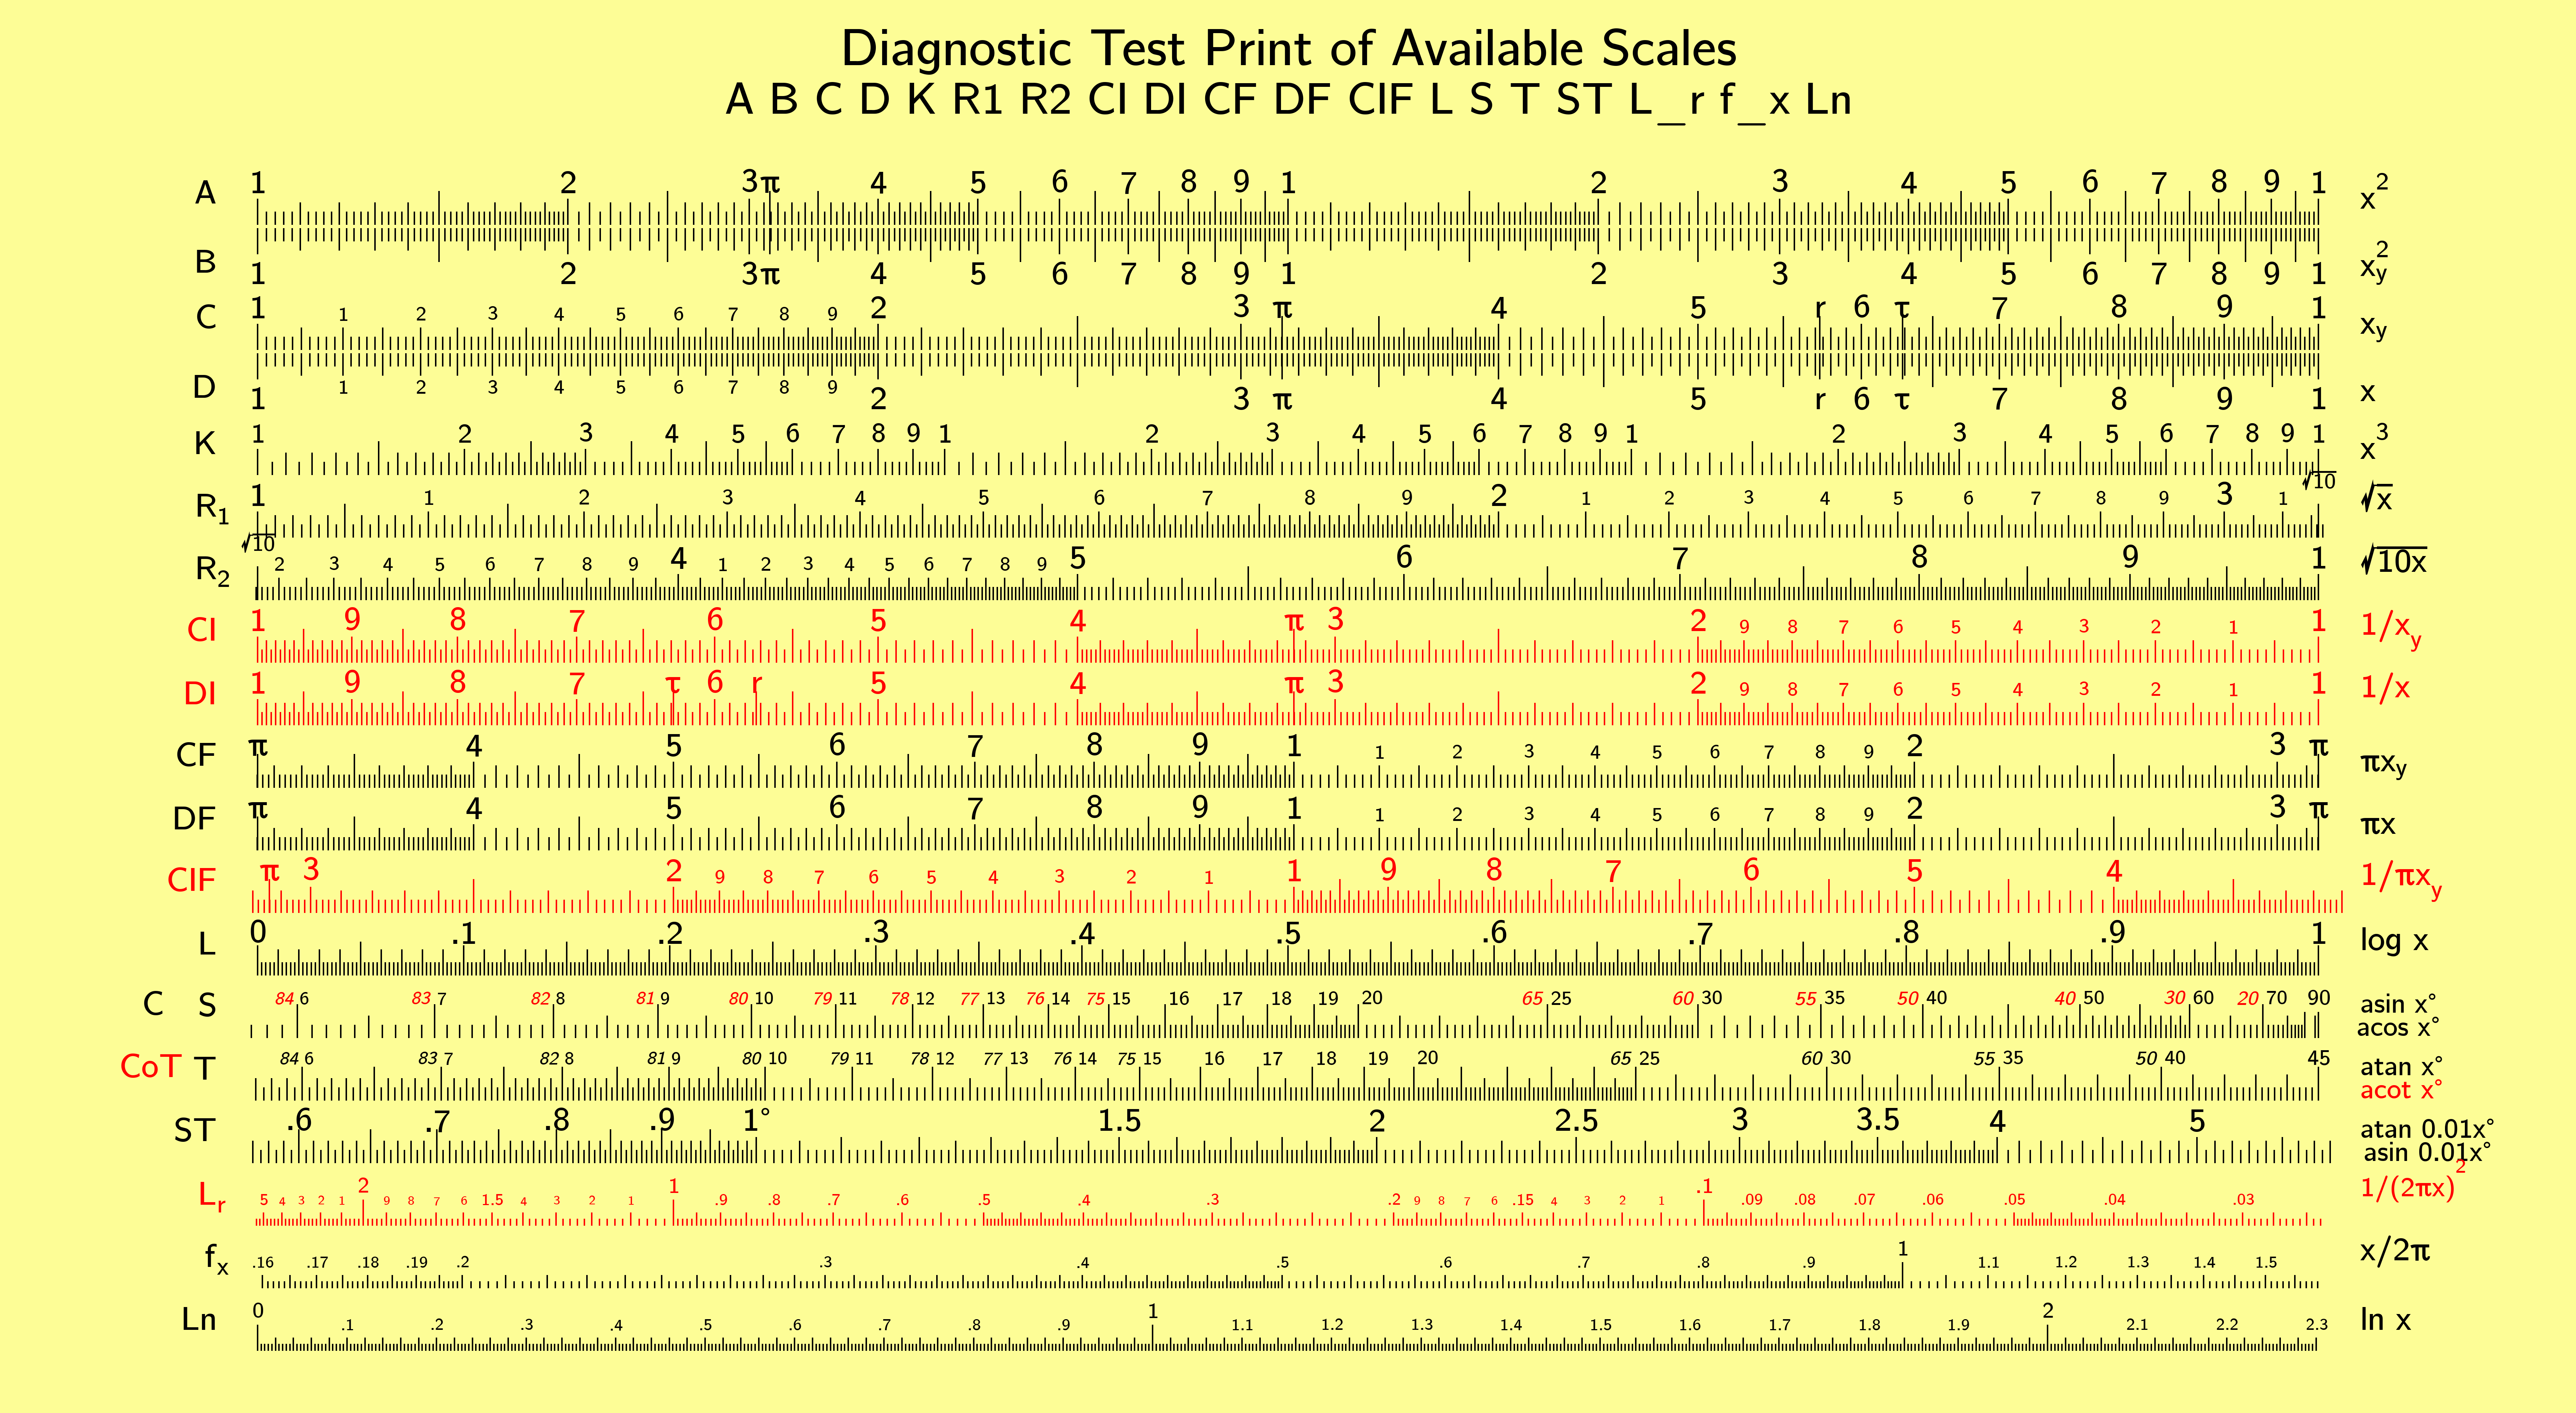 Diagnostic Test Print of Available Scales
A B C D K R1 R2 CI DI CF DF CIF L S T ST L_r f_x Ln
A 1 2 3 π 4 5 6 7 8 9 1 2 3 4 5 6 7 8 9 1 x²
B 1 2 3 π 4 5 6 7 8 9 1 2 3 4 5 6 7 8 9 1 x²y
C 1 1 2 3 4 5 6 7 8 9 2 3 π 4 5 r 6 τ 7 8 9 1 xy
D 1 1 2 3 4 5 6 7 8 9 2 3 π 4 5 r 6 τ 7 8 9 1 x
K 1 2 3 4 5 6 7 8 9 1 2 3 4 5 6 7 8 9 1 2 3 4 5 6 7 8 9 1 x³
R1 1 1 2 3 4 5 6 7 8 9 2 1 2 3 4 5 6 7 8 9 3 1 √10 √x
R2 √10 2 3 4 5 6 7 8 9 4 1 2 3 4 5 6 7 8 9 5 6 7 8 9 1 √10x
CI 1 9 8 7 6 5 4 π 3 2 9 8 7 6 5 4 3 2 1 1 1/xy
DI 1 9 8 7 τ 6 r 5 4 π 3 2 9 8 7 6 5 4 3 2 1 1 1/x
CF π 4 5 6 7 8 9 1 1 2 3 4 5 6 7 8 9 2 3 π πxy
DF π 4 5 6 7 8 9 1 1 2 3 4 5 6 7 8 9 2 3 π πx
CIF π 3 2 9 8 7 6 5 4 3 2 1 1 9 8 7 6 5 4 1/πxy
L 0 .1 .2 .3 .4 .5 .6 .7 .8 .9 1 log x
C S 84 6 83 7 82 8 81 9 80 10 79 11 78 12 77 13 76 14 75 15 16 17 18 19 20 65 25 60 30 55 35 50 40 40 50 30 60 20 70 90 asin x°
acos x°
CoT T 84 6 83 7 82 8 81 9 80 10 79 11 78 12 77 13 76 14 75 15 16 17 18 19 20 65 25 60 30 55 35 50 40 45 atan x°
acot x°
ST .6 .7 .8 .9 1° 1.5 2 2.5 3 3.5 4 5 atan 0.01x°
asin 0.01x°
Lr 5 4 3 2 1 2 9 8 7 6 1.5 4 3 2 1 1 .9 .8 .7 .6 .5 .4 .3 .2 9 8 7 6 .15 4 3 2 1 .1 .09 .08 .07 .06 .05 .04 .03 1/(2πx)²
fx .16 .17 .18 .19 .2 .3 .4 .5 .6 .7 .8 .9 1 1.1 1.2 1.3 1.4 1.5 x/2π
Ln 0 .1 .2 .3 .4 .5 .6 .7 .8 .9 1 1.1 1.2 1.3 1.4 1.5 1.6 1.7 1.8 1.9 2 2.1 2.2 2.3 ln x